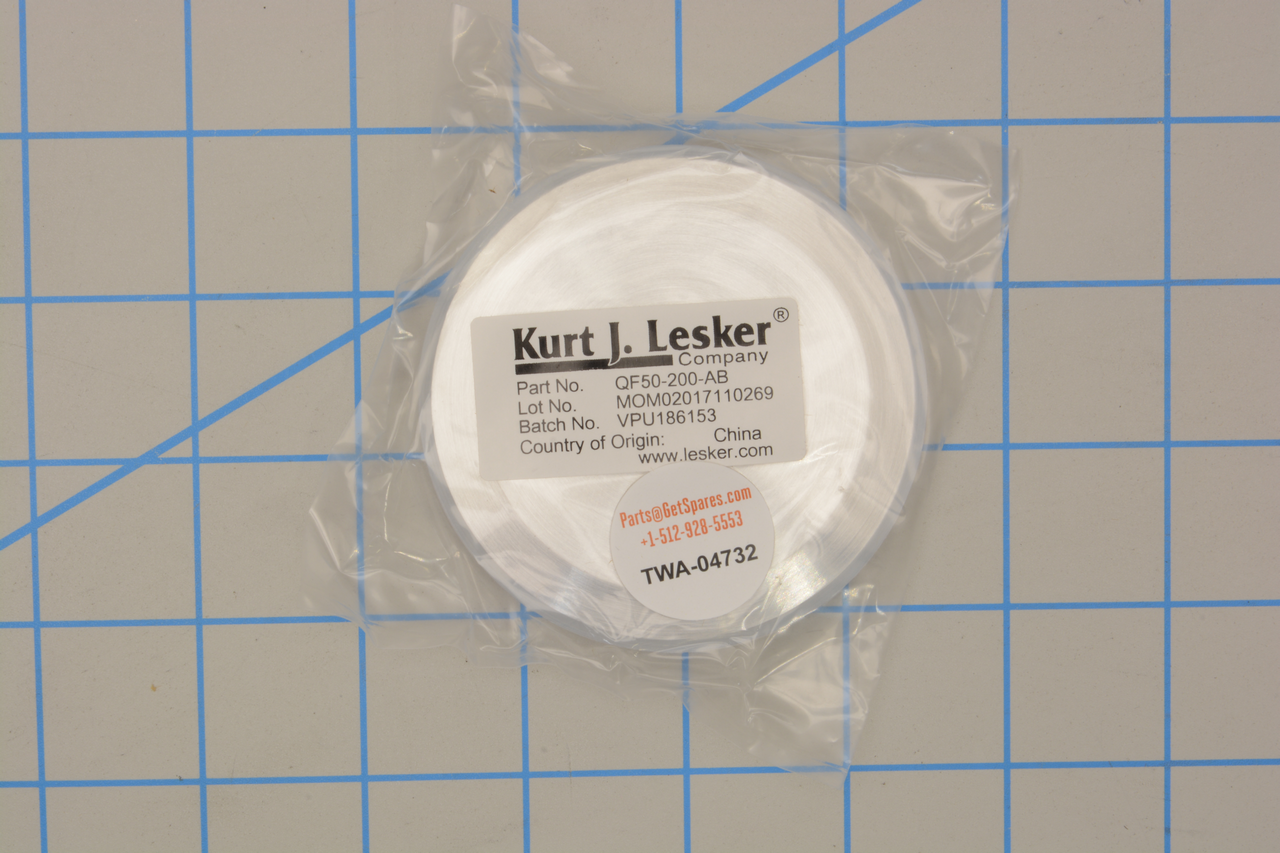 Kurt J. Lesker®
Company
Part No. QF50-200-AB
Lot No. MOM02017110269
Batch No. VPU186153
Country of Origin: China
www.lesker.com
Parts@GetSpares.com
+1-512-928-5553
TWA-04732